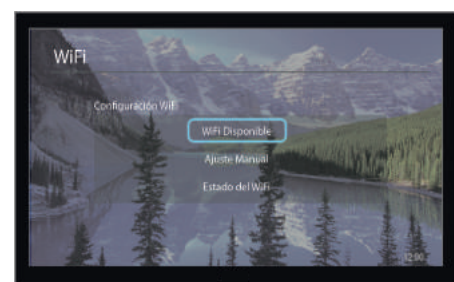 WiFi
Configuración Wifi
WiFi Disponible
Ajuste Manual
Estado del WiFi
12:00